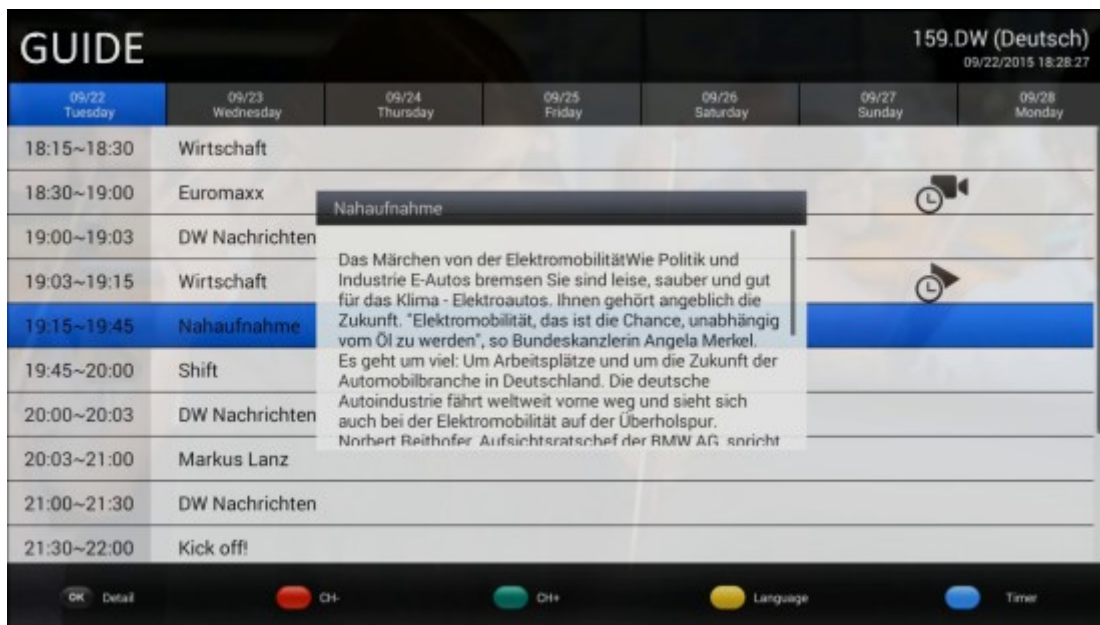 GUIDE
159.DW (Deutsch)
09/22/2015 18:28:27
09/22 Tuesday
09/23 Wednesday
09/24 Thursday
09/25 Friday
09/26 Saturday
09/27 Sunday
09/28 Monday
18:15~18:30 Wirtschaft
18:30~19:00 Euromaxx
19:00~19:03 DW Nachrichten
19:03~19:15 Wirtschaft
19:15~19:45 Nahaufnahme
19:45~20:00 Shift
20:00~20:03 DW Nachrichten
20:03~21:00 Markus Lanz
21:00~21:30 DW Nachrichten
21:30~22:00 Kick off!
Nahaufnahme
Das Märchen von der ElektromobilitätWie Politik und
Industrie E-Autos bremsen Sie sind leise, sauber und gut
für das Klima - Elektroautos. Ihnen gehört angeblich die
Zukunft. "Elektromobilität, das ist die Chance, unabhängig
vom Öl zu werden", so Bundeskanzlerin Angela Merkel.
Es geht um viel: Um Arbeitsplätze und um die Zukunft der
Automobilbranche in Deutschland. Die deutsche
Autoindustrie fährt weltweit vorne weg und sieht sich
auch bei der Elektromobilität auf der Überholspur.
Norbert Reithofer, Aufsichtsratschef der BMW AG, spricht
OK Detail
CH-
CH+
Language
Timer